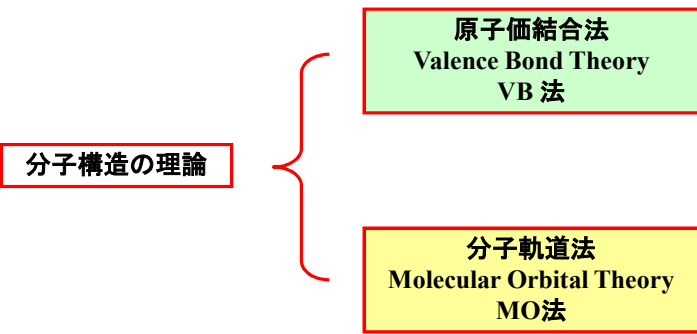 原子価結合法
Valence Bond Theory
VB 法
分子構造の理論
分子軌道法
Molecular Orbital Theory
MO法